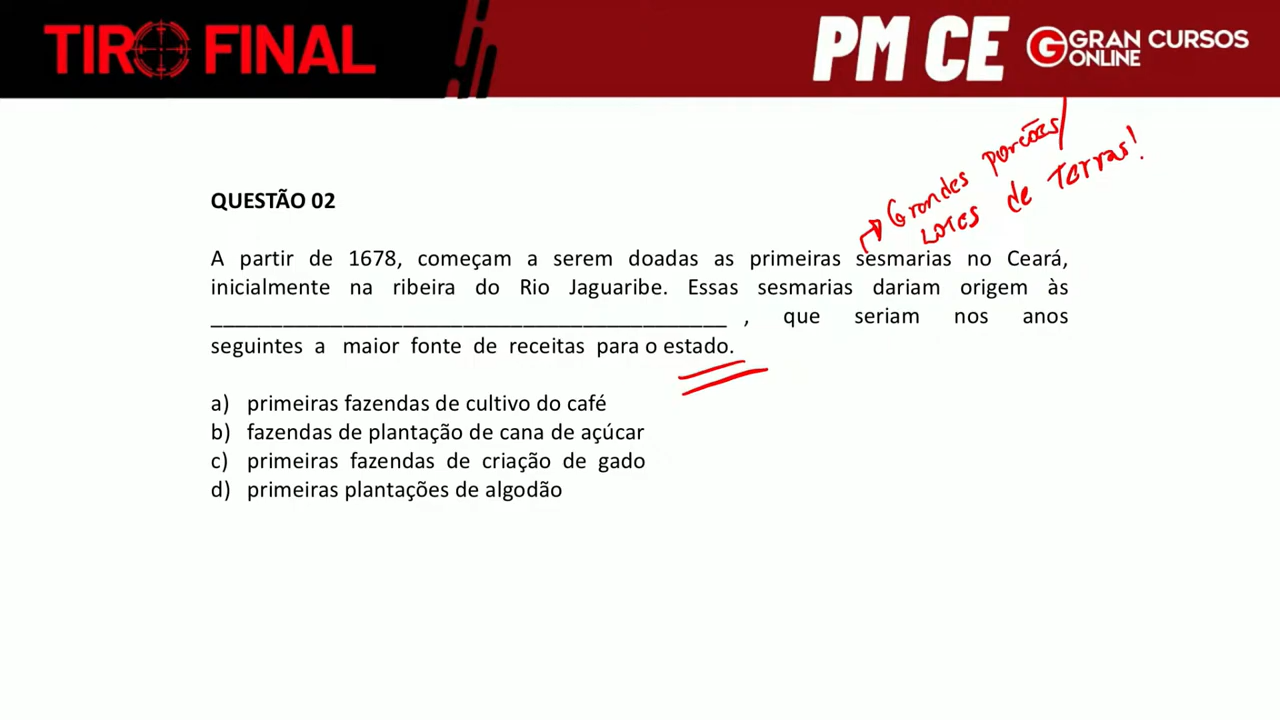 TIRO FINAL
PM CE
GRAN CURSOS
ONLINE
Grandes porções/
Lotes de Terras!
QUESTÃO 02
A partir de 1678, começam a serem doadas as primeiras sesmarias no Ceará,
inicialmente na ribeira do Rio Jaguaribe. Essas sesmarias dariam origem às
___________________________________________ , que seriam nos anos
seguintes a maior fonte de receitas para o estado.
a) primeiras fazendas de cultivo do café
b) fazendas de plantação de cana de açúcar
c) primeiras fazendas de criação de gado
d) primeiras plantações de algodão